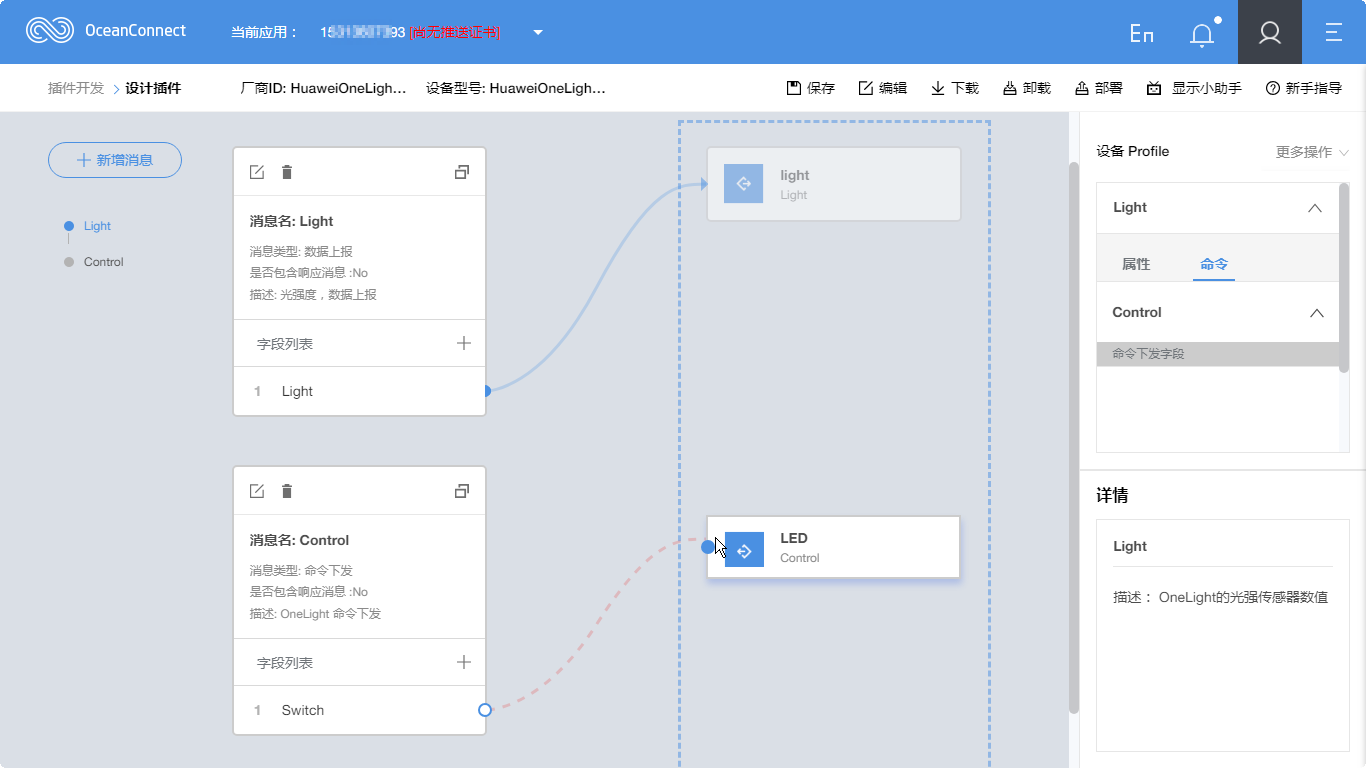 OceanConnect
当前应用：
[尚无推送证书]
En
插件开发 > 设计插件
厂商ID: HuaweiOneLigh...
设备型号: HuaweiOneLigh...
保存
编辑
下载
卸载
部署
显示小助手
新手指导
新增消息
Light
Control
消息名: Light
消息类型: 数据上报
是否包含响应消息 :No
描述: 光强度，数据上报
字段列表
1 Light
消息名: Control
消息类型: 命令下发
是否包含响应消息 :No
描述: OneLight 命令下发
字段列表
1 Switch
light
Light
LED
Control
设备 Profile
更多操作
Light
属性
命令
Control
命令下发字段
详情
Light
描述： OneLight的光强传感器数值